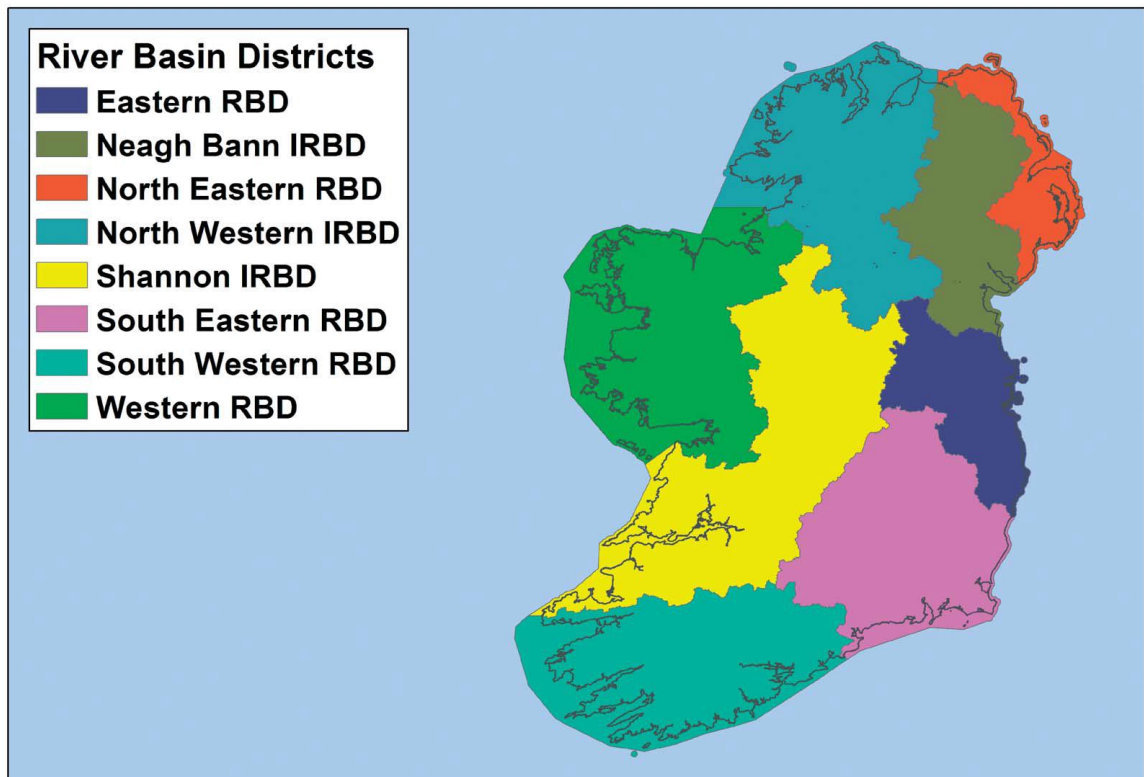 River Basin Districts
Eastern RBD
Neagh Bann IRBD
North Eastern RBD
North Western IRBD
Shannon IRBD
South Eastern RBD
South Western RBD
Western RBD